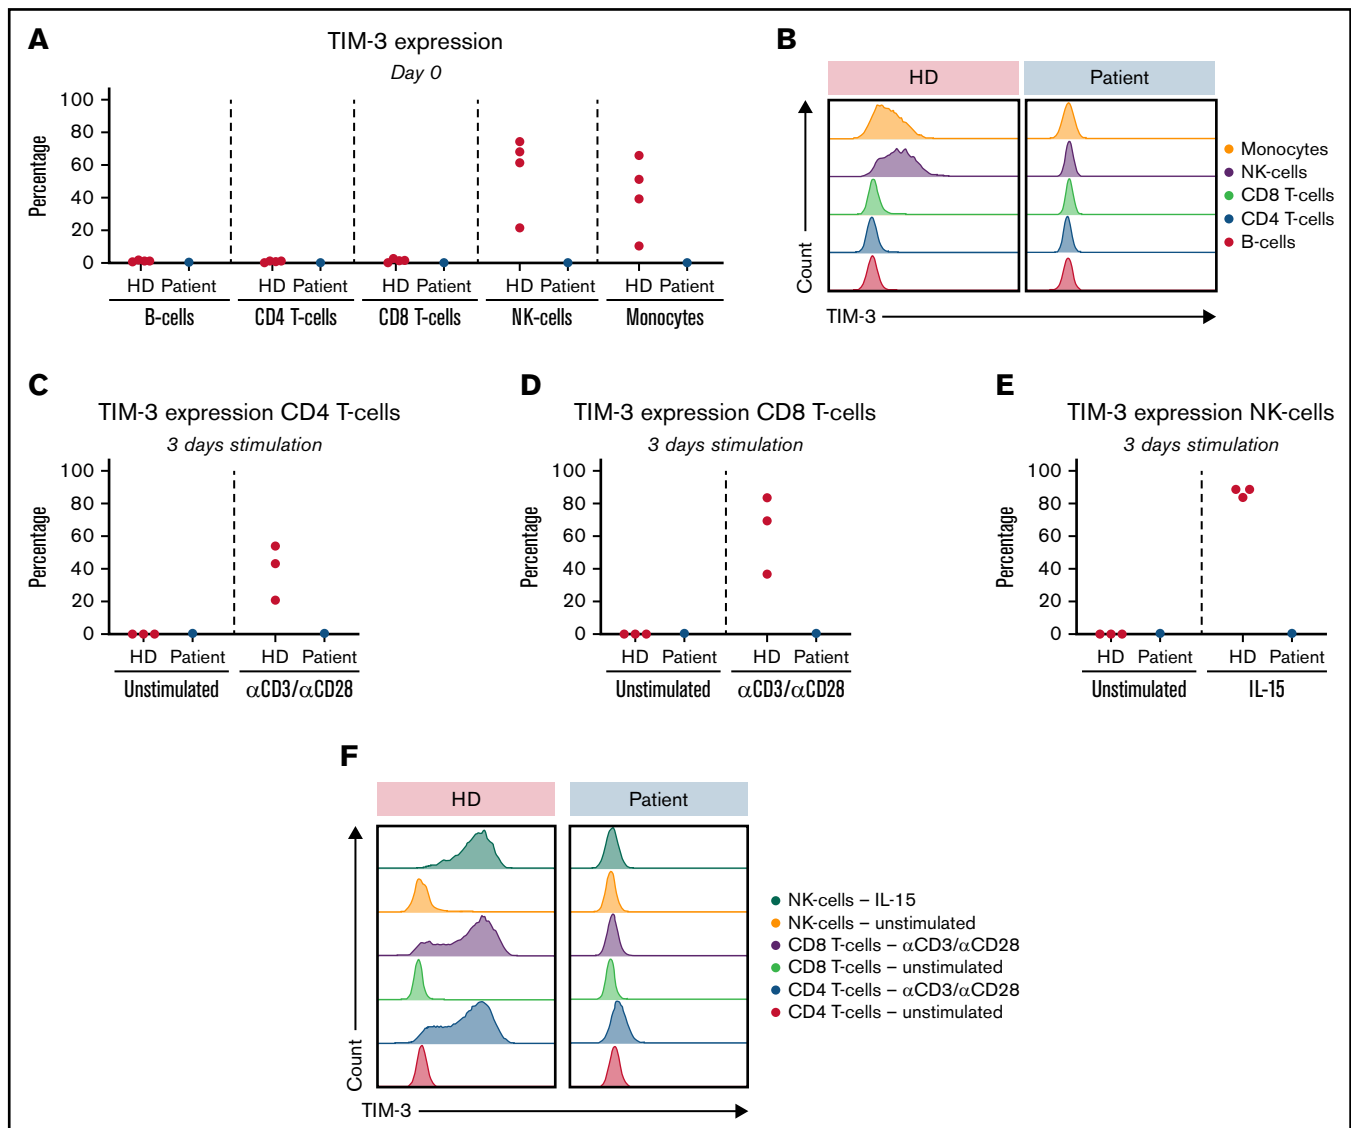 A
TIM-3 expression
Day 0
Percentage
100
80
60
40
20
0
HD Patient HD Patient HD Patient HD Patient HD Patient
B-cells CD4 T-cells CD8 T-cells NK-cells Monocytes
B
HD Patient
Count
TIM-3
Monocytes
NK-cells
CD8 T-cells
CD4 T-cells
B-cells
C
TIM-3 expression CD4 T-cells
3 days stimulation
Percentage
100
80
60
40
20
0
HD Patient HD Patient
Unstimulated αCD3/αCD28
D
TIM-3 expression CD8 T-cells
3 days stimulation
Percentage
100
80
60
40
20
0
HD Patient HD Patient
Unstimulated αCD3/αCD28
E
TIM-3 expression NK-cells
3 days stimulation
Percentage
100
80
60
40
20
0
HD Patient HD Patient
Unstimulated IL-15
F
HD Patient
Count
TIM-3
NK-cells – IL-15
NK-cells – unstimulated
CD8 T-cells – αCD3/αCD28
CD8 T-cells – unstimulated
CD4 T-cells – αCD3/αCD28
CD4 T-cells – unstimulated